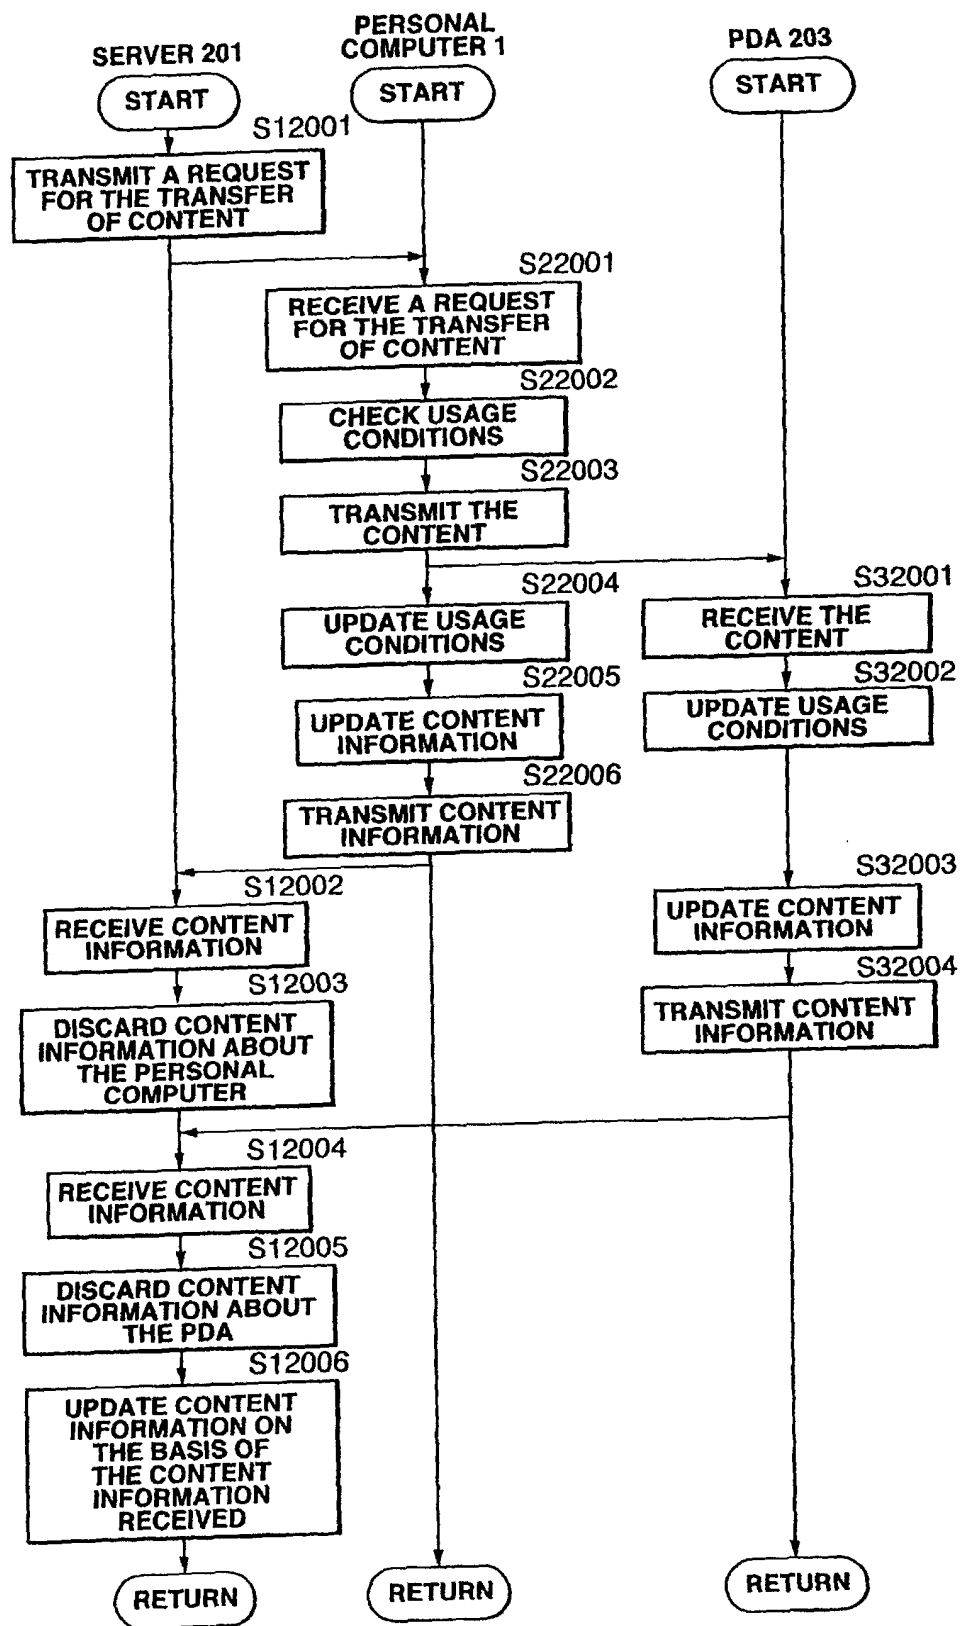 SERVER 201
START
S12001
TRANSMIT A REQUEST
FOR THE TRANSFER
OF CONTENT
PERSONAL
COMPUTER 1
START
PDA 203
START
S22001
RECEIVE A REQUEST
FOR THE TRANSFER
OF CONTENT
S22002
CHECK USAGE
CONDITIONS
S22003
TRANSMIT THE
CONTENT
S22004
UPDATE USAGE
CONDITIONS
S22005
UPDATE CONTENT
INFORMATION
S22006
TRANSMIT CONTENT
INFORMATION
S32001
RECEIVE THE
CONTENT
S32002
UPDATE USAGE
CONDITIONS
S32003
UPDATE CONTENT
INFORMATION
S32004
TRANSMIT CONTENT
INFORMATION
S12002
RECEIVE CONTENT
INFORMATION
S12003
DISCARD CONTENT
INFORMATION ABOUT
THE PERSONAL
COMPUTER
S12004
RECEIVE CONTENT
INFORMATION
S12005
DISCARD CONTENT
INFORMATION ABOUT
THE PDA
S12006
UPDATE CONTENT
INFORMATION ON
THE BASIS OF
THE CONTENT
INFORMATION
RECEIVED
RETURN
RETURN
RETURN